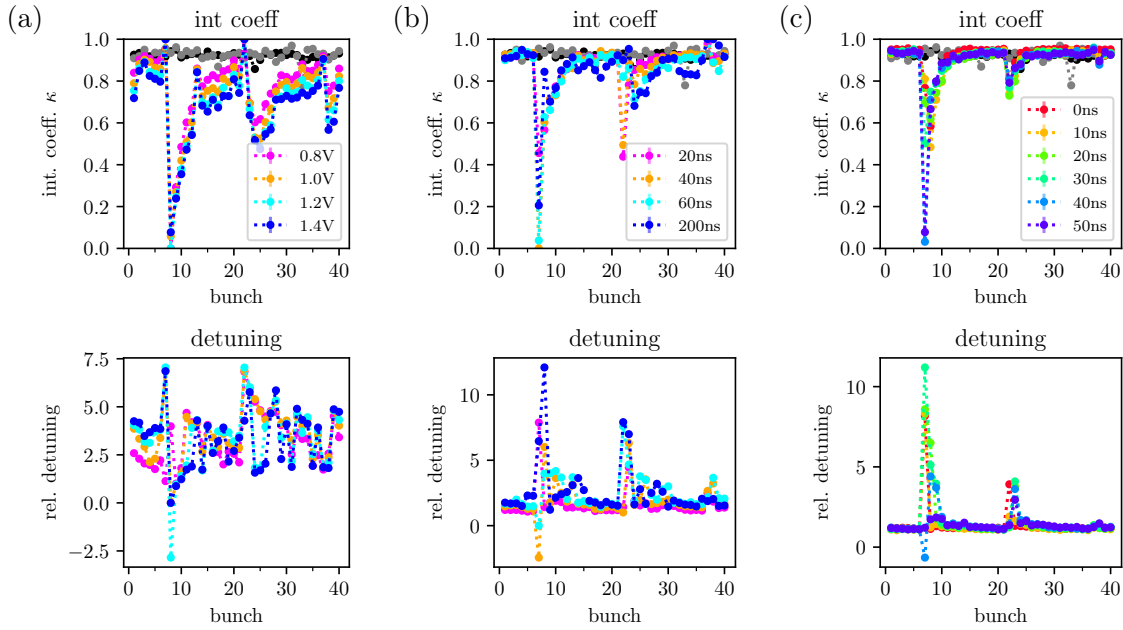 (a)
int coeff
int. coeff. κ
1.0
0.8
0.6
0.4
0.2
0.0
0.8V
1.0V
1.2V
1.4V
1 10 20 30 40
bunch
(b)
int coeff
int. coeff. κ
1.0
0.8
0.6
0.4
0.2
0.0
20ns
40ns
60ns
200ns
0 10 20 30 40
bunch
(c)
int coeff
int. coeff. κ
1.0
0.8
0.6
0.4
0.2
0.0
0ns
10ns
20ns
30ns
40ns
50ns
0 10 20 30 40
bunch
detuning
rel. detuning
7.5
5.0
2.5
0.0
−2.5
0 10 20 30 40
bunch
detuning
rel. detuning
10
5
0
0 10 20 30 40
bunch
detuning
rel. detuning
10
5
0
0 10 20 30 40
bunch